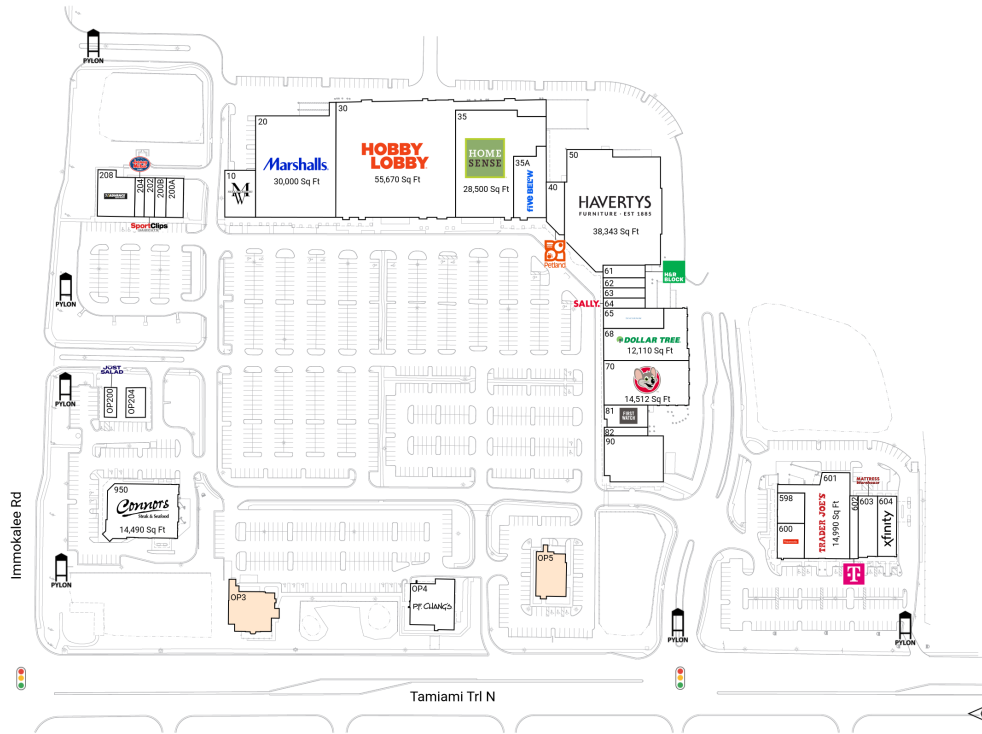 PYLON
30
35
20
HOBBY
LOBBY
55,670 Sq Ft
HOME
SENSE
28,500 Sq Ft
Marshalls
30,000 Sq Ft
35A
five BELOW
50
HAVERTYS
FURNITURE · EST 1885
38,343 Sq Ft
40
10
MW
208
204
202
200B
200A
SportClips
Petland
61
62
63
64
65
H&R
BLOCK
SALLY
PYLON
68
DOLLAR TREE
12,110 Sq Ft
70
14,512 Sq Ft
81
FIRST
WATCH
82
90
JUST
SALAD
PYLON
OP200
OP204
950
Connors
Steak & Seafood
14,490 Sq Ft
598
600
601
TRADER JOE'S
14,990 Sq Ft
MATTRESS
602
603
604
xfinity
T
Immokalee Rd
PYLON
OP3
OP4
P.F. CHANG'S
OP5
PYLON
PYLON
Tamiami Trl N